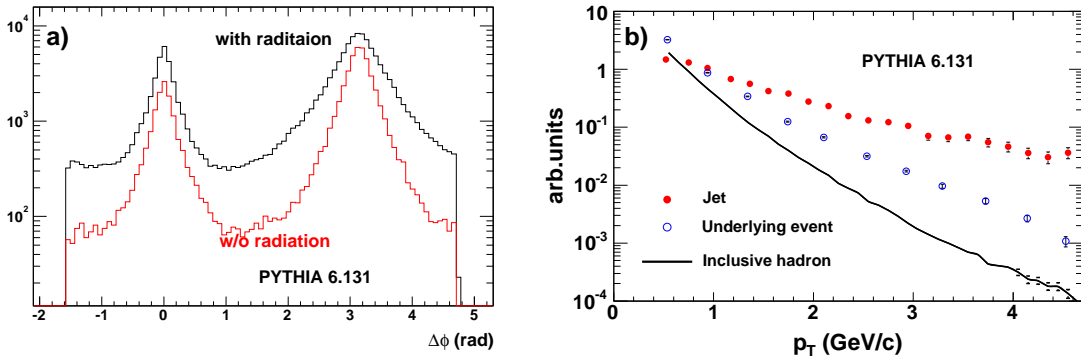 a)
with raditaion
w/o radiation
PYTHIA 6.131
10⁴
10³
10²
-2 -1 0 1 2 3 4 5
Δϕ (rad)
b)
PYTHIA 6.131
arb.units
10
1
10⁻¹
10⁻²
10⁻³
10⁻⁴
Jet
Underlying event
Inclusive hadron
0 1 2 3 4
p_T (GeV/c)